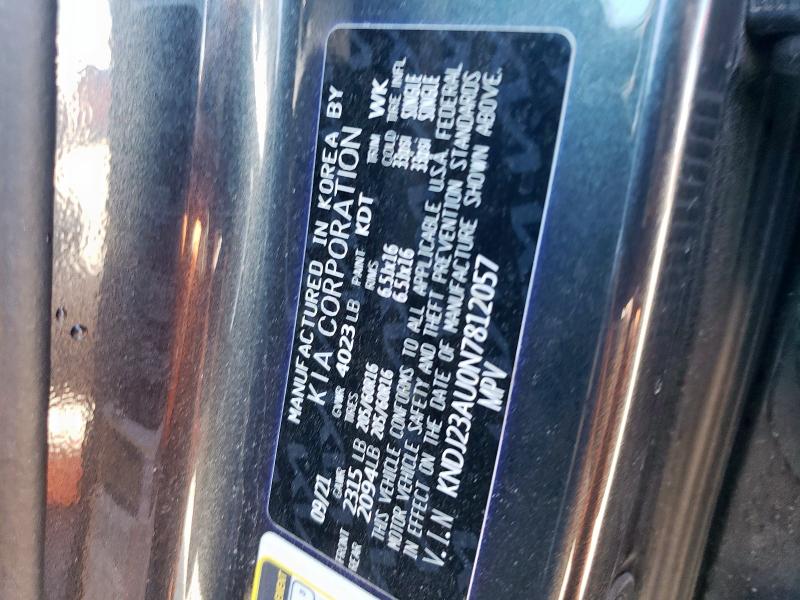 MANUFACTURED IN KOREA BY
09/21 KIA CORPORATION
GAWR GVWR 4023 LB PAINT KDT TRIM WK
TIRES RIMS COLD TIRE INFL
FRONT 2315 LB 205/60R16 6.5Jx16 33psi SINGLE
REAR 2094 LB 205/60R16 6.5Jx16 33psi SINGLE
THIS VEHICLE CONFORMS TO ALL APPLICABLE U.S.A. FEDERAL
MOTOR VEHICLE SAFETY AND THEFT PREVENTION STANDARDS
IN EFFECT ON THE DATE OF MANUFACTURE SHOWN ABOVE.
V.I.N KNDJ23AU0N7812057
MPV